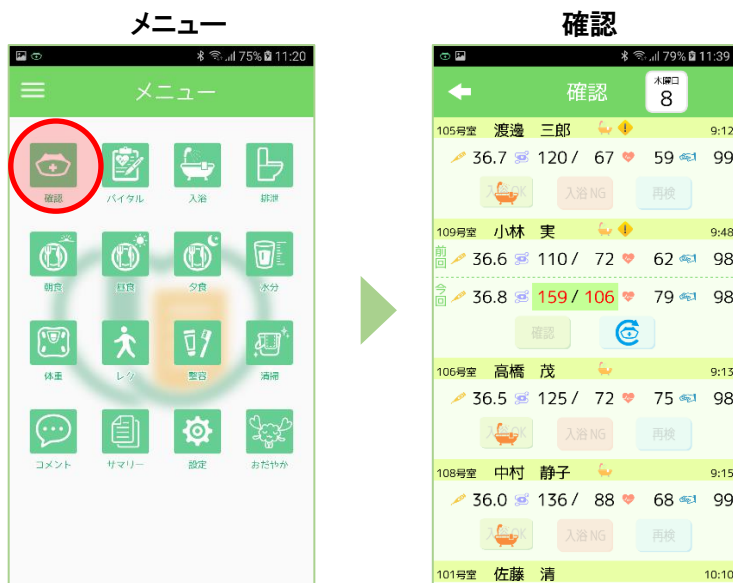 メニュー
75% 11:20
メニュー
確認 バイタル 入浴 排泄
朝食 昼食 夕食 水分
体重 レク 整容 清掃
コメント サマリー 設定 おだやか
確認
79% 11:39
確認 水曜日 8
105号室 渡邉 三郎 9:12
36.7 120 / 67 59 99
入浴OK 入浴NG 再検
109号室 小林 実 9:48
前回 36.6 110 / 72 62 98
今回 36.8 159 / 106 79 98
確認
106号室 高橋 茂 9:13
36.5 125 / 72 75 98
入浴OK 入浴NG 再検
108号室 中村 静子 9:15
36.0 136 / 88 68 99
入浴OK 入浴NG 再検
101号室 佐藤 清 10:10